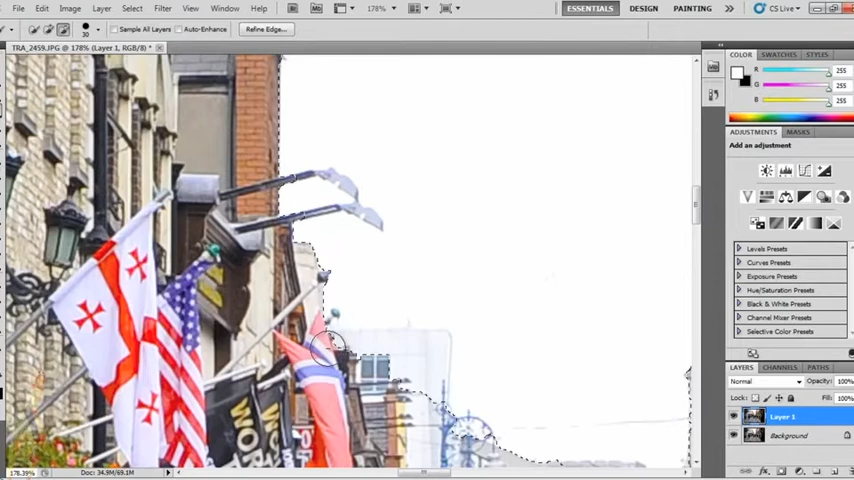 File Edit Image Layer Select Filter View Window Help 178% ESSENTIALS DESIGN PAINTING >> CS Live
30 Sample All Layers Auto-Enhance Refine Edge...
TRA_2459.JPG @ 178% (Layer 1, RGB/8) *
COLOR SWATCHES STYLES
R 255
G 255
B 255
ADJUSTMENTS MASKS
Add an adjustment
Levels Presets
Curves Presets
Exposure Presets
Hue/Saturation Presets
Black & White Presets
Channel Mixer Presets
Selective Color Presets
LAYERS CHANNELS PATHS
Normal Opacity: 100%
Lock: Fill: 100%
Layer 1
Background
WO
WOR
178.39% Doc: 34.9M/69.1M